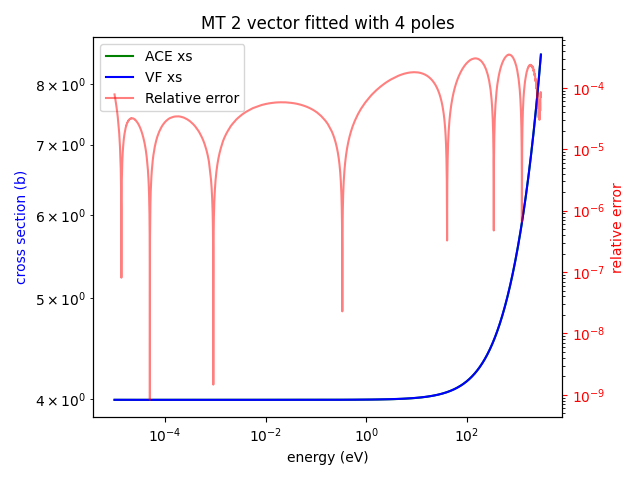 MT 2 vector fitted with 4 poles
ACE xs
VF xs
Relative error
8 × 10⁰
7 × 10⁰
6 × 10⁰
5 × 10⁰
4 × 10⁰
cross section (b)
10⁻⁴
10⁻⁵
10⁻⁶
10⁻⁷
10⁻⁸
10⁻⁹
relative error
10⁻⁴ 10⁻² 10⁰ 10²
energy (eV)